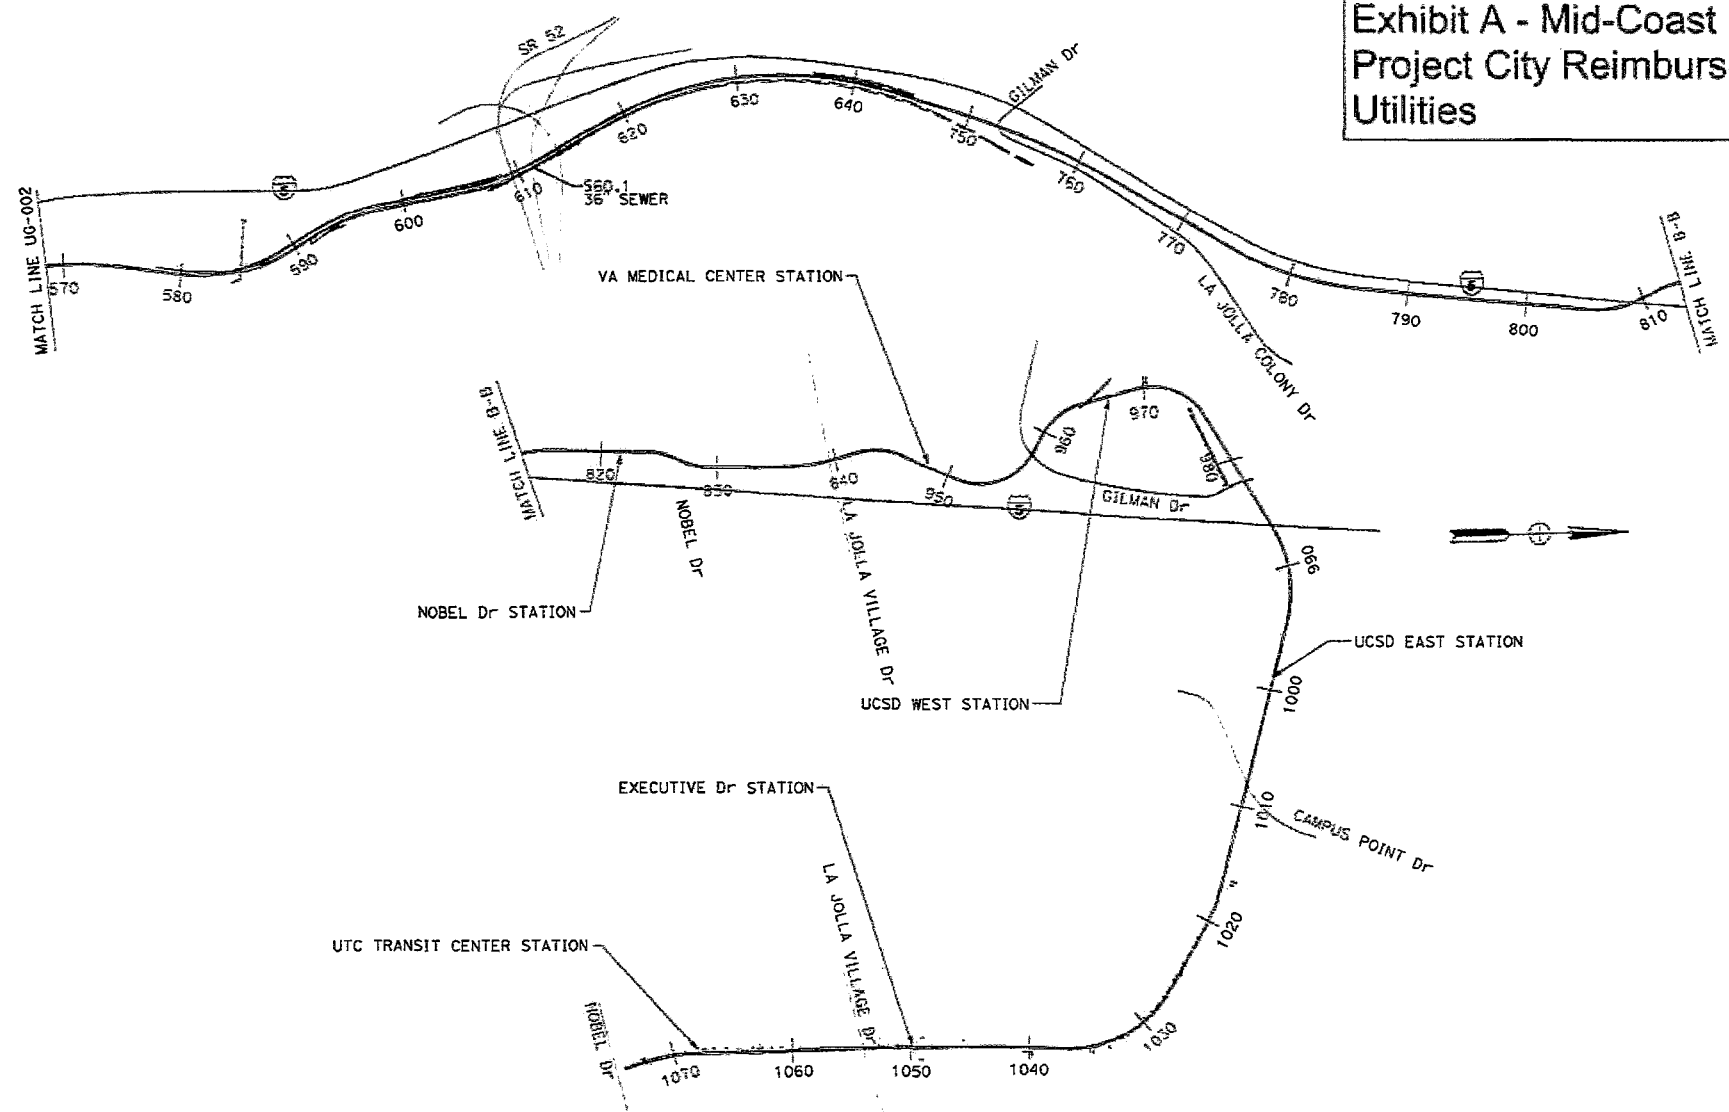 Exhibit A - Mid-Coast
Project City Reimburs
Utilities
SR 52
GILMAN Dr
630
640
620
750
610
S60.1
36" SEWER
760
600
MATCH LINE UG-002
590
570
580
770
VA MEDICAL CENTER STATION
LA JOLLA COLONY Dr
780
790
5
800
810
MATCH LINE B-B
MATCH LINE B-B
820
830
NOBEL Dr
LA JOLLA VILLAGE Dr
950
960
970
980
GILMAN Dr
990
NOBEL Dr STATION
UCSD WEST STATION
UCSD EAST STATION
1000
EXECUTIVE Dr STATION
1010
CAMPUS POINT Dr
LA JOLLA VILLAGE Dr
1020
UTC TRANSIT CENTER STATION
1030
NOBEL Dr
1070
1060
1050
1040